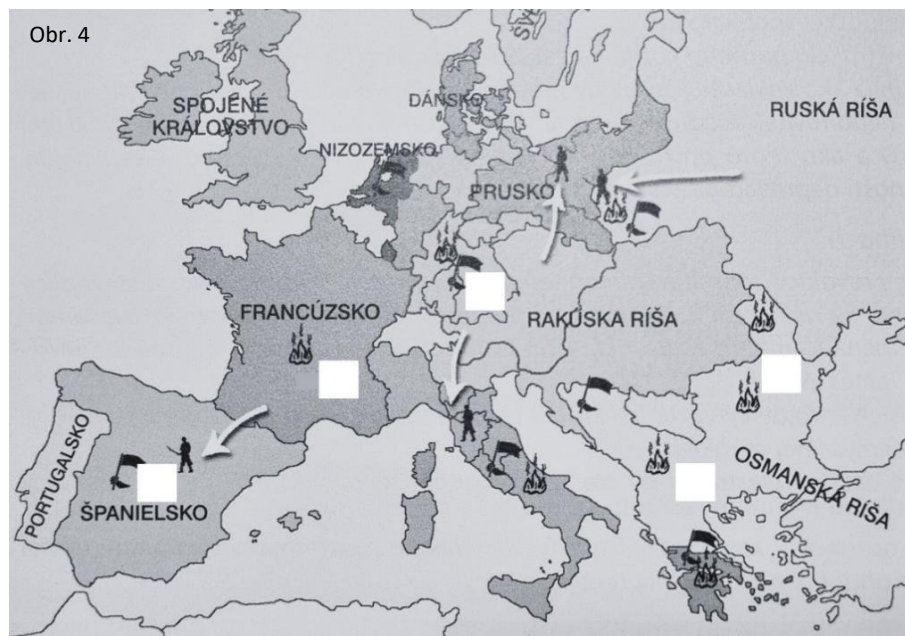 Obr. 4
SPOJENÉ
KRÁĽOVSTVO
DÁNSKO
RUSKÁ RÍŠA
NIZOZEMSKO
PRUSKO
FRANCÚZSKO
RAKÚSKA RÍŠA
PORTUGALSKO
ŠPANIELSKO
OSMANSKÁ RÍŠA